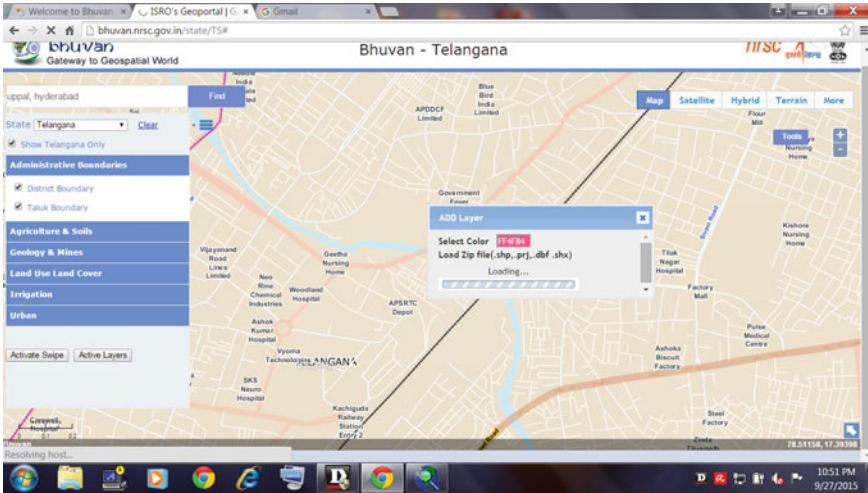 Welcome to Bhuvan
ISRO's Geoportal | G
Gmail
bhuvan.nrsc.gov.in/state/TS#
bhuvan
Gateway to Geospatial World
Bhuvan - Telangana
nrsc
uppal, hyderabad
Find
State Telangana
Clear
Show Telangana Only
Administrative Boundaries
District Boundary
Taluk Boundary
Agriculture & Soils
Geology & Mines
Land Use Land Cover
Irrigation
Urban
Activate Swipe
Active Layers
Map
Satellite
Hybrid
Terrain
More
Tools
+
-
ADD Layer
Select Color FF4FB4
Load Zip file(.shp,.prj,.dbf .shx)
Loading...
India
Blue
Bird
India
Limited
APDDCF
Limited
Flour
Mill
Nursing
Home
Government
Fever
Vijayanand
Road
Lines
Limited
Geetha
Nursing
Home
Neo
Rine
Chemical
Industries
Woodland
Hospital
APSRTC
Depot
Ashok
Kumar
Hospital
Vyoma
Technologies
SKS
Neuro
Hospital
Kachiguda
Railway
Station
Entry 2
Tilak
Nagar
Hospital
Factory
Mall
Kishore
Nursing
Home
Pulse
Medical
Centre
Ashoka
Biscuit
Factory
Steel
Factory
Zinda
Hospital
78.51158, 17.39398
Resolving host...
10:51 PM
9/27/2015